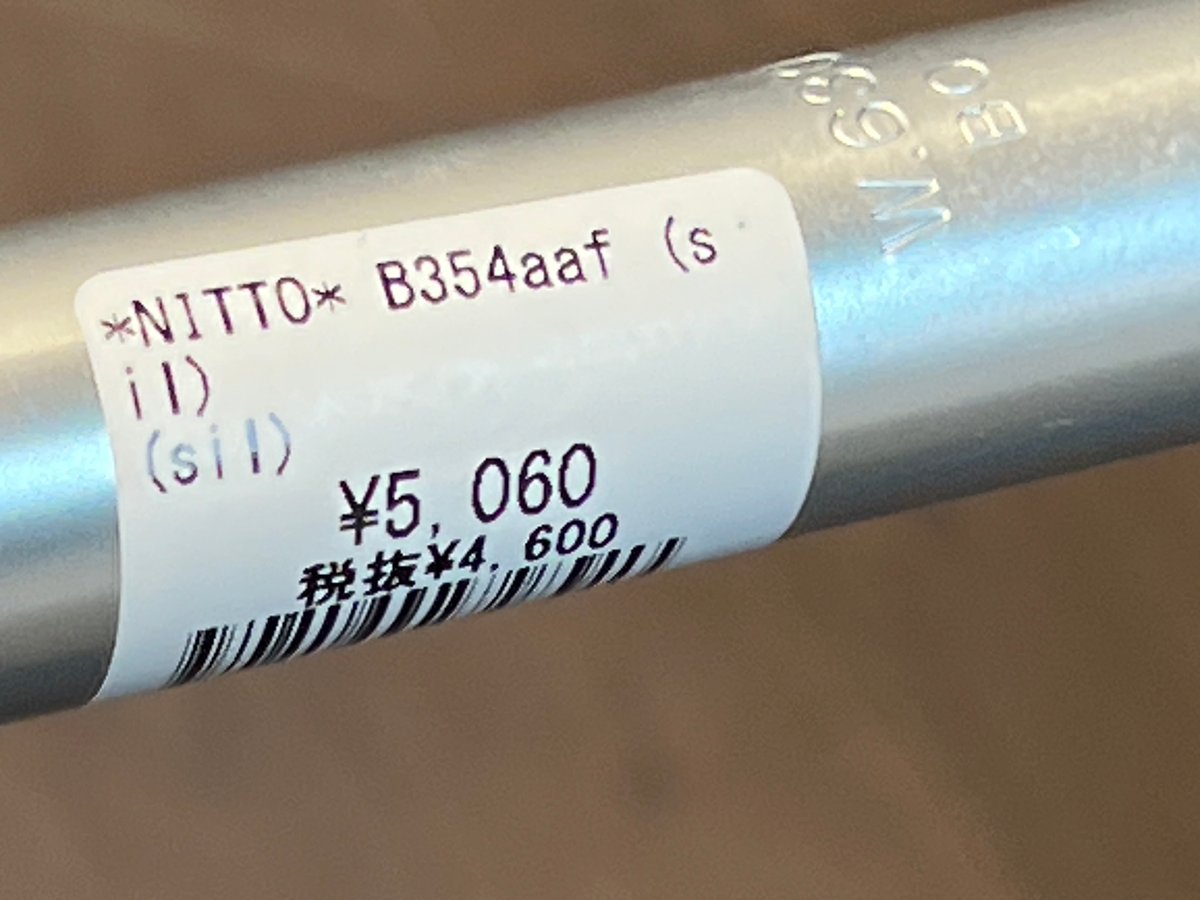 *NITTO* B354aaf (s
il)
(sil)
¥5,060
税抜¥4,600